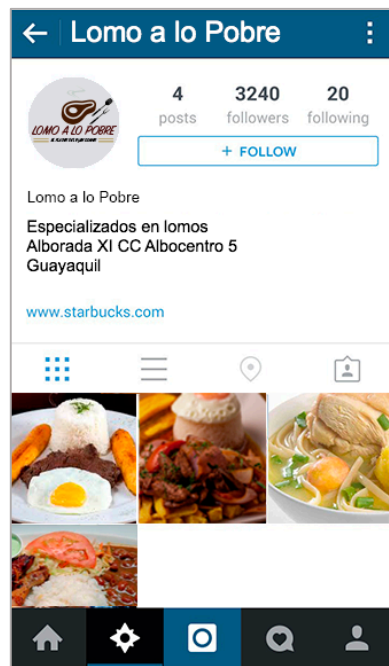 Lomo a lo Pobre
LOMO A LO POBRE
4 3240 20
posts followers following
+ FOLLOW
Lomo a lo Pobre
Especializados en lomos
Alborada XI CC Albocentro 5
Guayaquil
www.starbucks.com